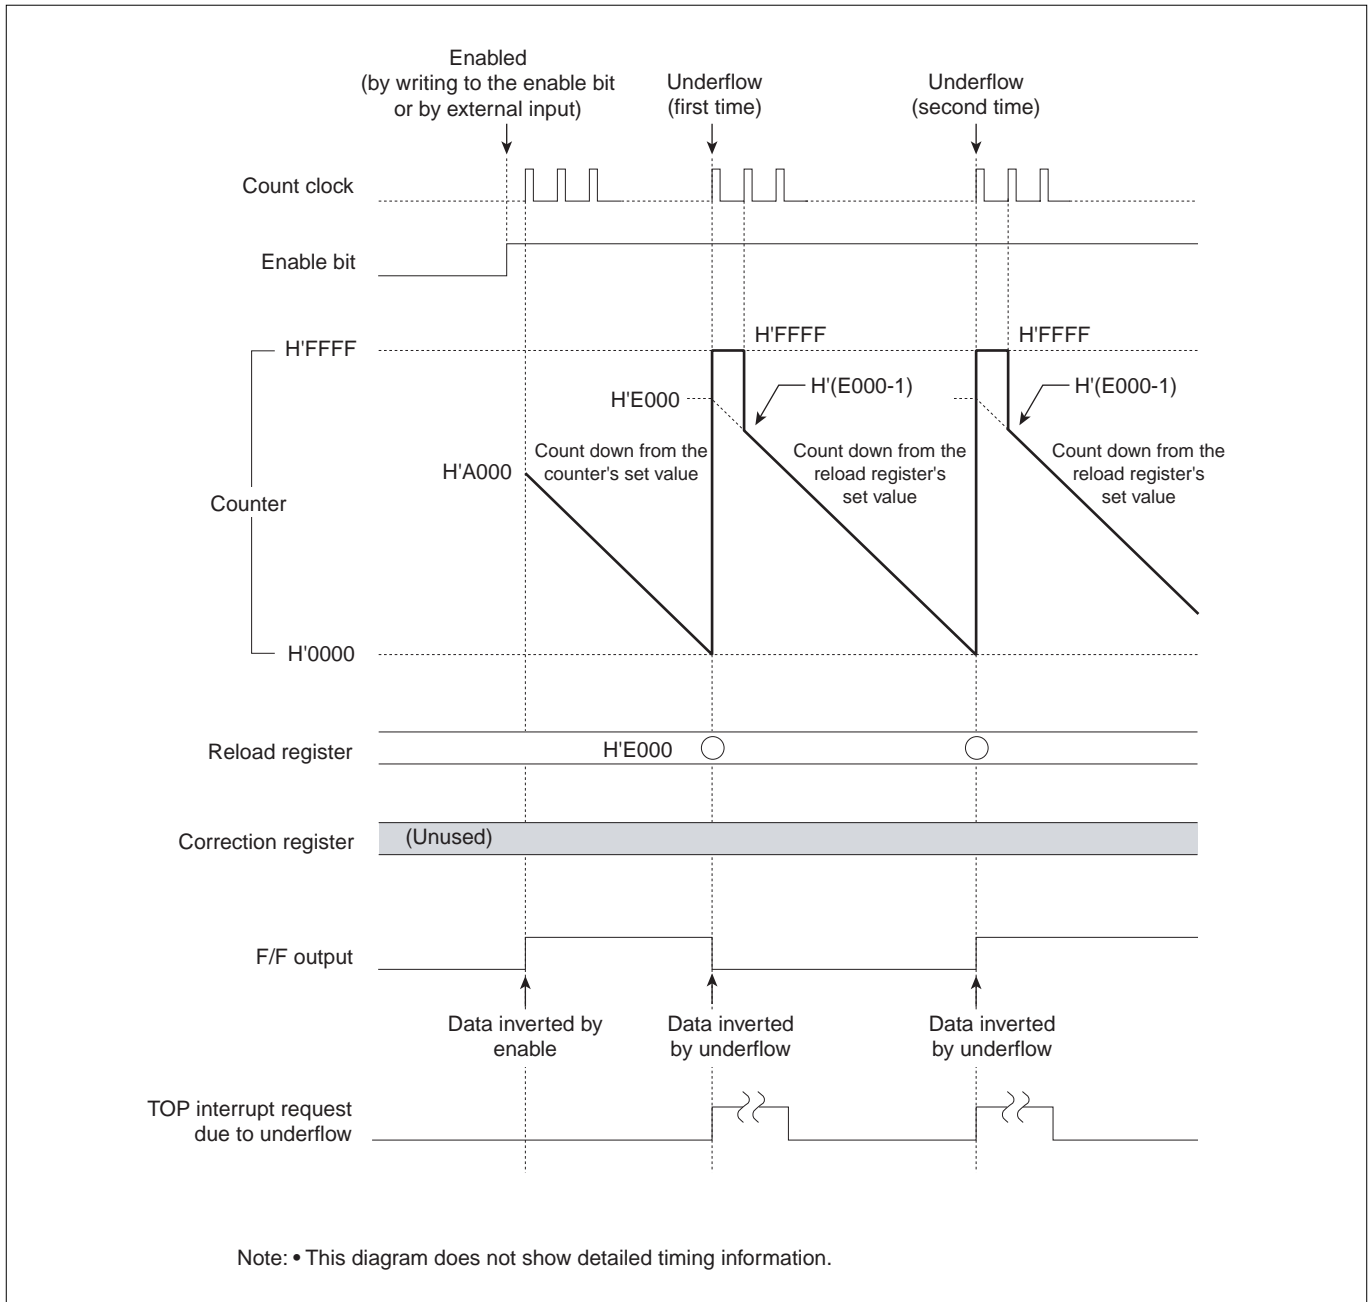 Enabled
(by writing to the enable bit
or by external input)
Underflow
(first time)
Underflow
(second time)
Count clock
Enable bit
H'FFFF
H'FFFF
H'FFFF
H'E000
H'(E000-1)
H'(E000-1)
Count down from the
counter's set value
Count down from the
reload register's
set value
Count down from the
reload register's
set value
H'A000
Counter
H'0000
Reload register
H'E000
Correction register
(Unused)
F/F output
Data inverted by
enable
Data inverted
by underflow
Data inverted
by underflow
TOP interrupt request
due to underflow
Note: • This diagram does not show detailed timing information.